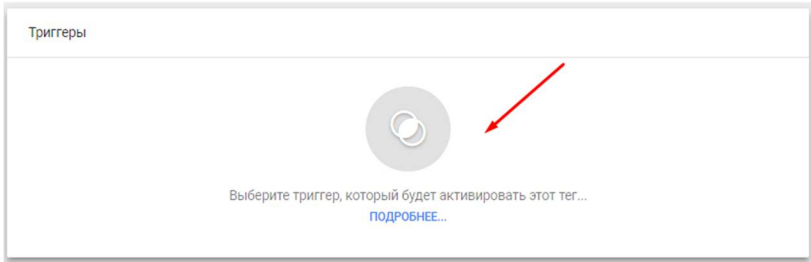 Триггеры
Выберите триггер, который будет активировать этот тег...
ПОДРОБНЕЕ...